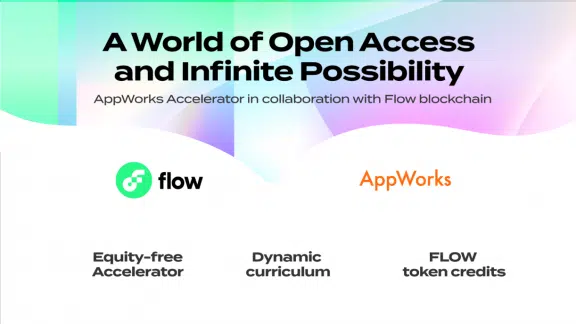 A World of Open Access
and Infinite Possibility
AppWorks Accelerator in collaboration with Flow blockchain
flow
AppWorks
Equity-free
Accelerator
Dynamic
curriculum
FLOW
token credits